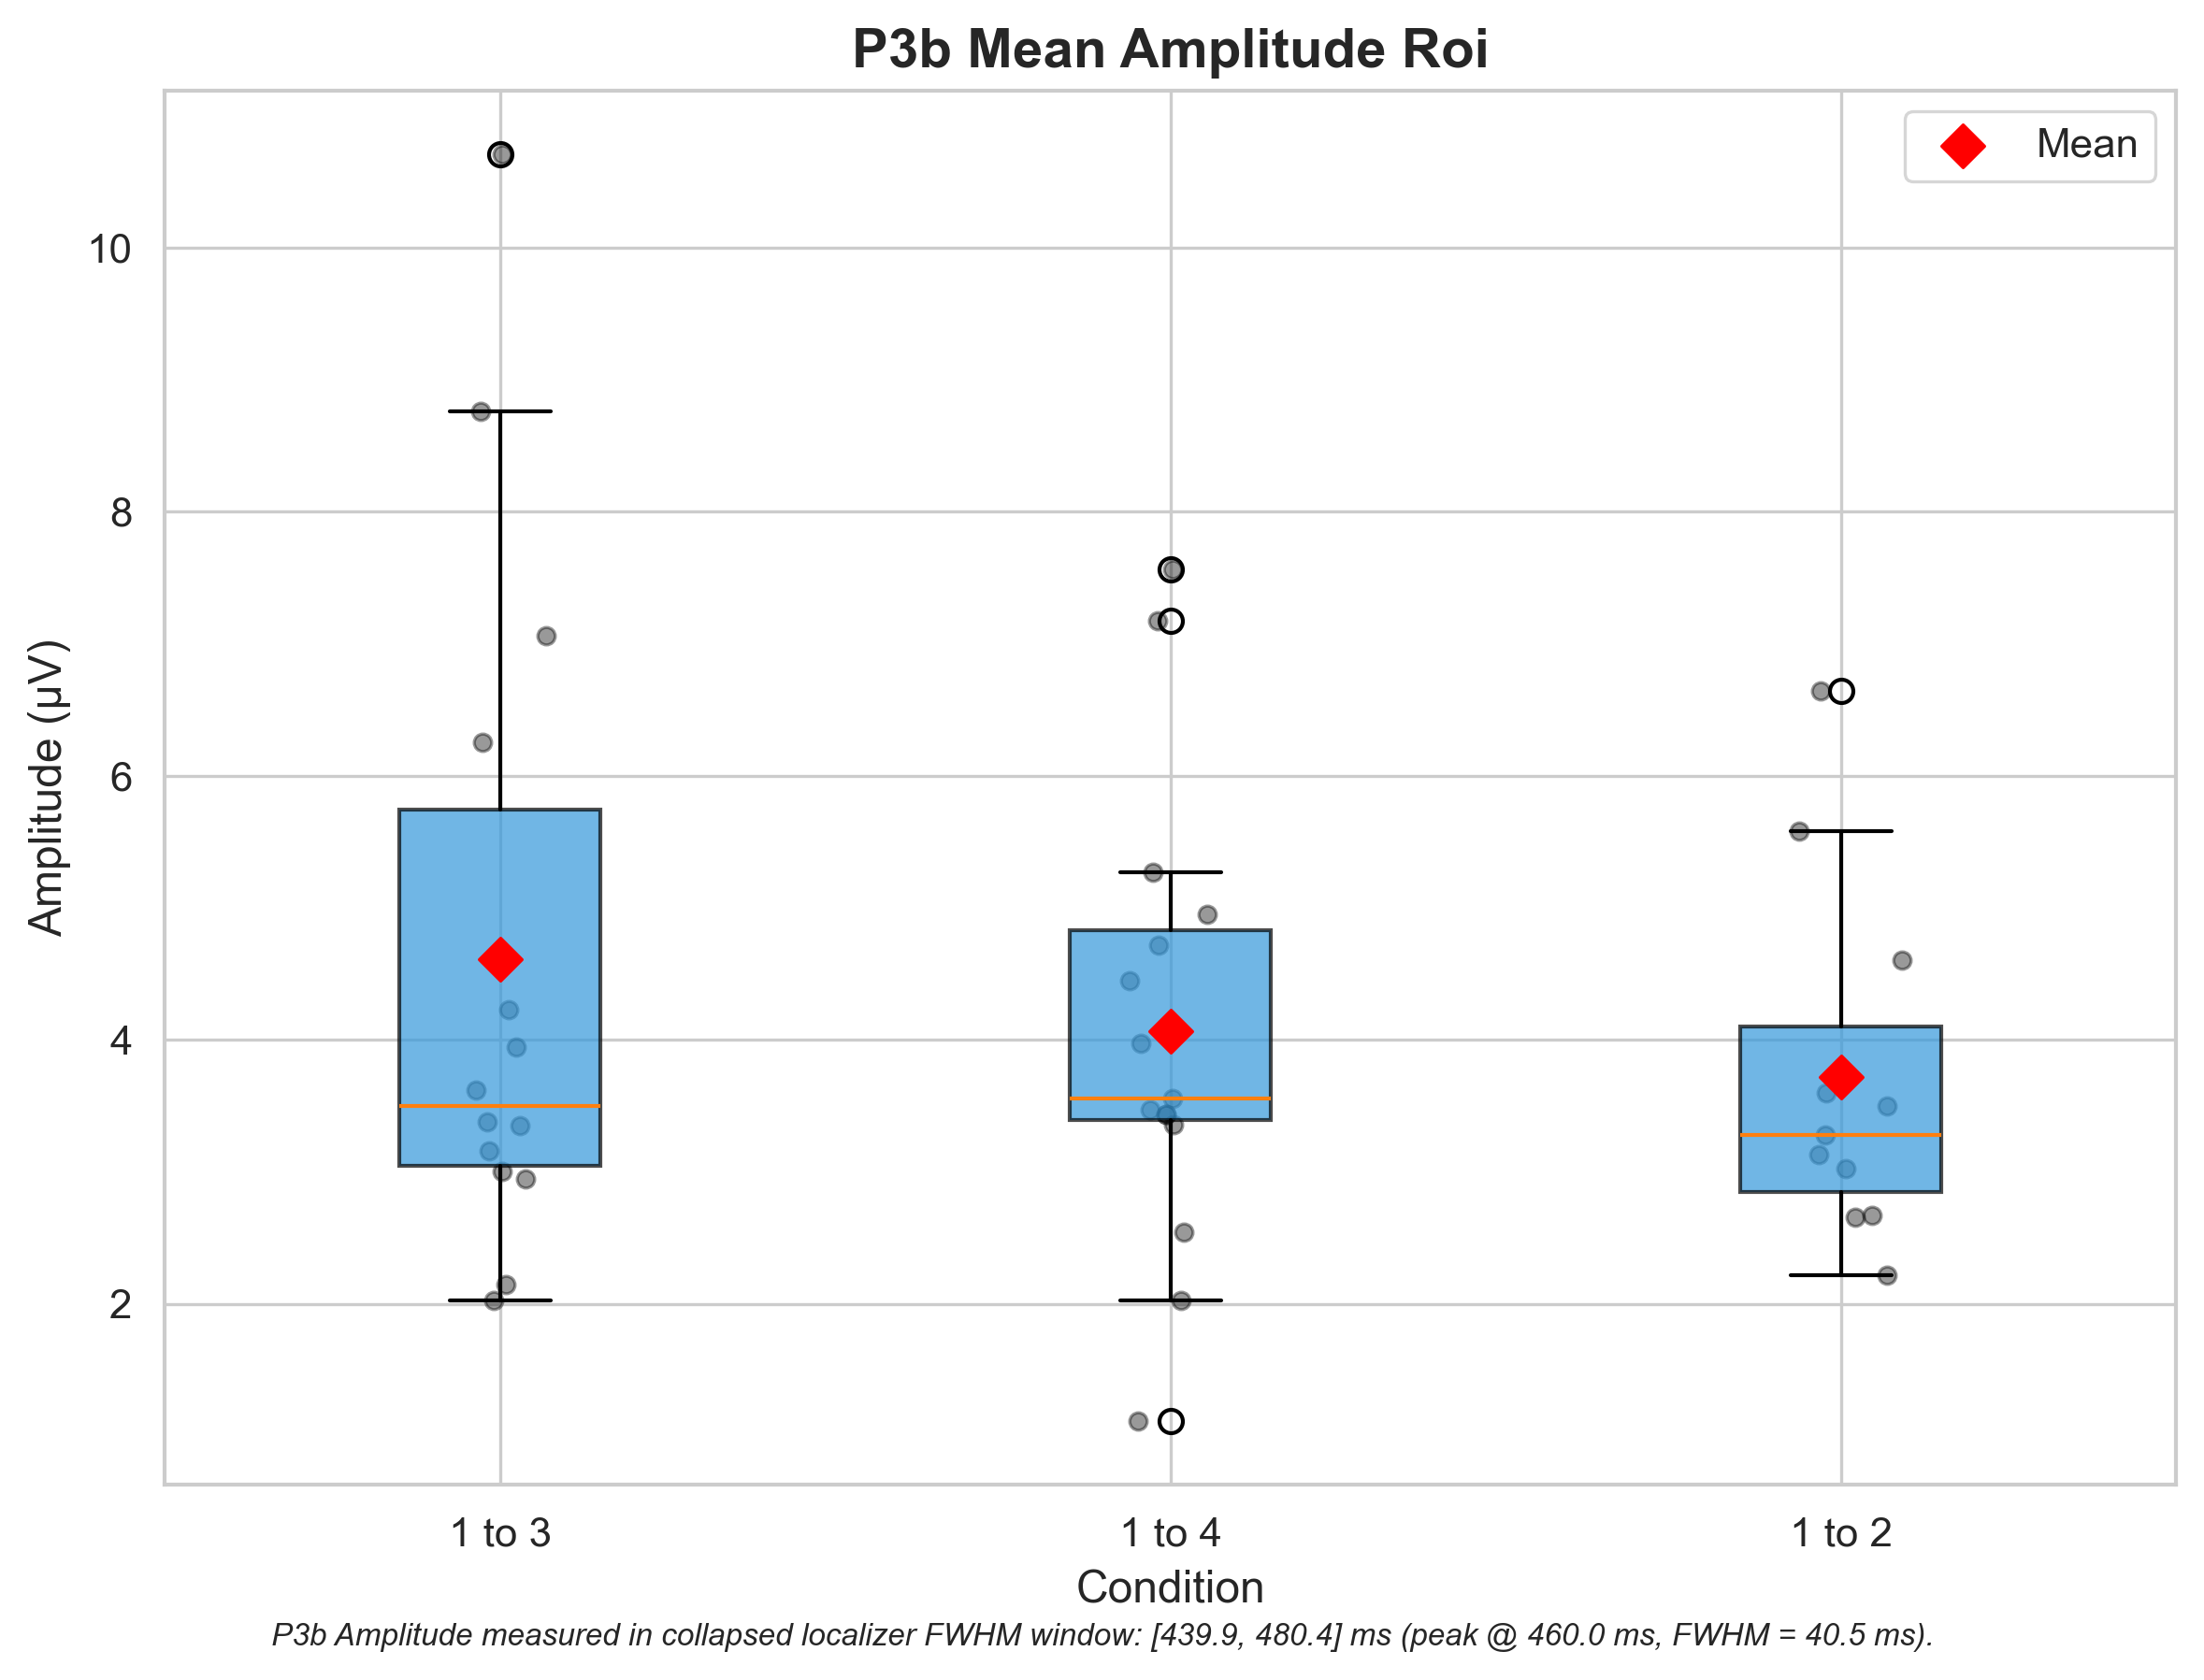 P3b Mean Amplitude Roi
Mean
10
8
6
4
2
Amplitude (µV)
1 to 3
1 to 4
1 to 2
Condition
P3b Amplitude measured in collapsed localizer FWHM window: [439.9, 480.4] ms (peak @ 460.0 ms, FWHM = 40.5 ms).